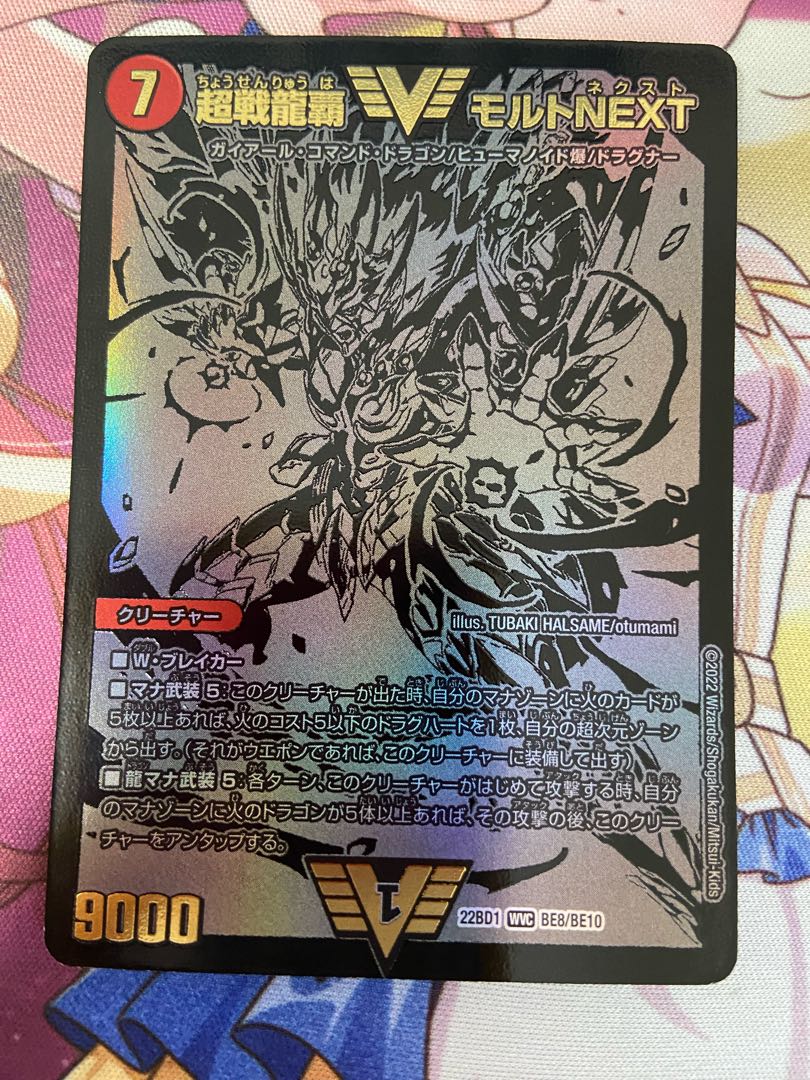 7
ちょうせんりゅうは
ネクスト
超戦龍覇 V モルトNEXT
ガイアール・コマンド・ドラゴン/ヒューマノイド爆/ドラグナー
クリーチャー
illus. TUBAKI HALSAME/otumami
ダブル
■W・ブレイカー
■マナ武装 5:このクリーチャーが出た時、自分のマナゾーンに火のカードが
5枚以上あれば、火のコスト5以下のドラグハートを1枚、自分の超次元ゾーン
から出す。(それがウエポンであれば、このクリーチャーに装備して出す)
■龍マナ武装 5:各ターン、このクリーチャーがはじめて攻撃する時、自分
のマナゾーンに火のドラゴンが5体以上あれば、その攻撃の後、このクリー
チャーをアンタップする。
9000
V1
22BD1 WVC BE8/BE10
©2022 Wizards/Shogakukan/Mitsui-Kids